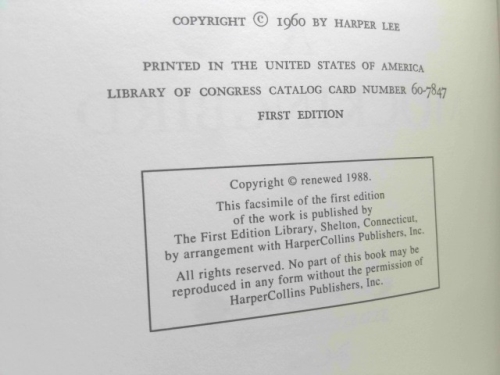 COPYRIGHT © 1960 BY HARPER LEE
PRINTED IN THE UNITED STATES OF AMERICA
LIBRARY OF CONGRESS CATALOG CARD NUMBER 60-7847
FIRST EDITION
Copyright © renewed 1988.
This facsimile of the first edition
of the work is published by
The First Edition Library, Shelton, Connecticut,
by arrangement with HarperCollins Publishers, Inc.
All rights reserved. No part of this book may be
reproduced in any form without the permission of
HarperCollins Publishers, Inc.